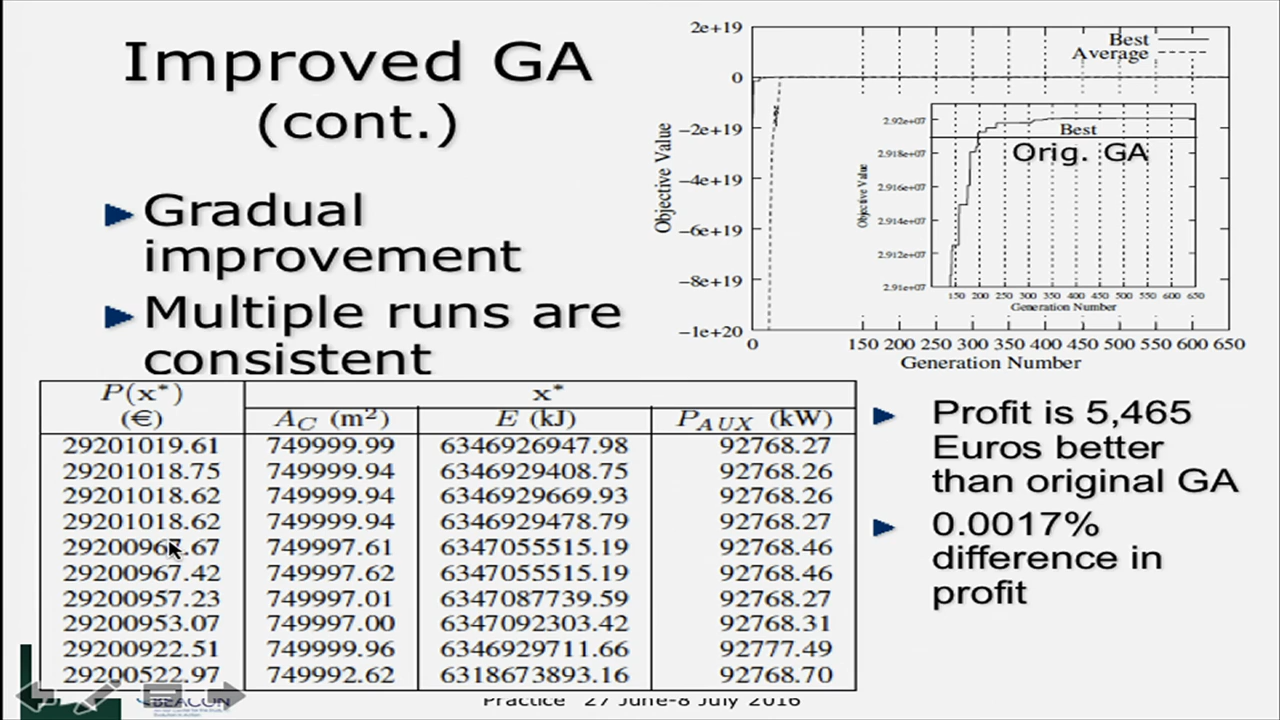 Improved GA
(cont.)
Gradual
improvement
Multiple runs are
consistent
2e+19
0
−2e+19
−4e+19
−6e+19
−8e+19
−1e+20
Objective Value
Best
Average
0 150 200 250 300 350 400 450 500 550 600 650
Generation Number
2.92e+07
2.918e+07
2.916e+07
2.914e+07
2.912e+07
2.91e+07
Objective Value
Best
Orig. GA
150 200 250 300 350 400 450 500 550 600 650
Generation Number
P(x*) x*
(€) A_C (m²) E (kJ) P_AUX (kW)
29201019.61 749999.99 6346926947.98 92768.27
29201018.75 749999.94 6346929408.75 92768.26
29201018.62 749999.94 6346929669.93 92768.26
29201018.62 749999.94 6346929478.79 92768.27
29200967.67 749997.61 6347055515.19 92768.46
29200967.42 749997.62 6347055515.19 92768.46
29200957.23 749997.01 6347087739.59 92768.27
29200953.07 749997.00 6347092303.42 92768.31
29200922.51 749999.96 6346929711.66 92777.49
29200522.97 749992.62 6318673893.16 92768.70
Profit is 5,465
Euros better
than original GA
0.0017%
difference in
profit
BEACON
Practice 27 June-8 July 2016